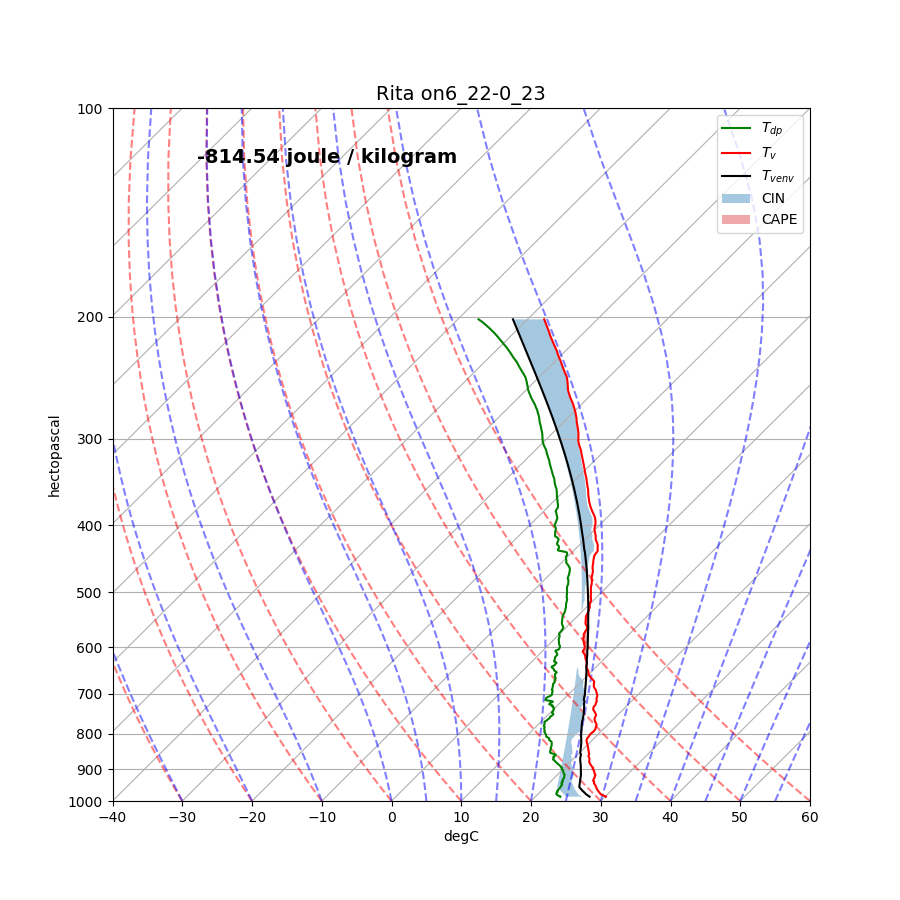 Rita on6_22-0_23
-814.54 joule / kilogram
T_dp
T_v
T_venv
CIN
CAPE
hectopascal
100
200
300
400
500
600
700
800
900
1000
−40
−30
−20
−10
0
10
20
30
40
50
60
degC